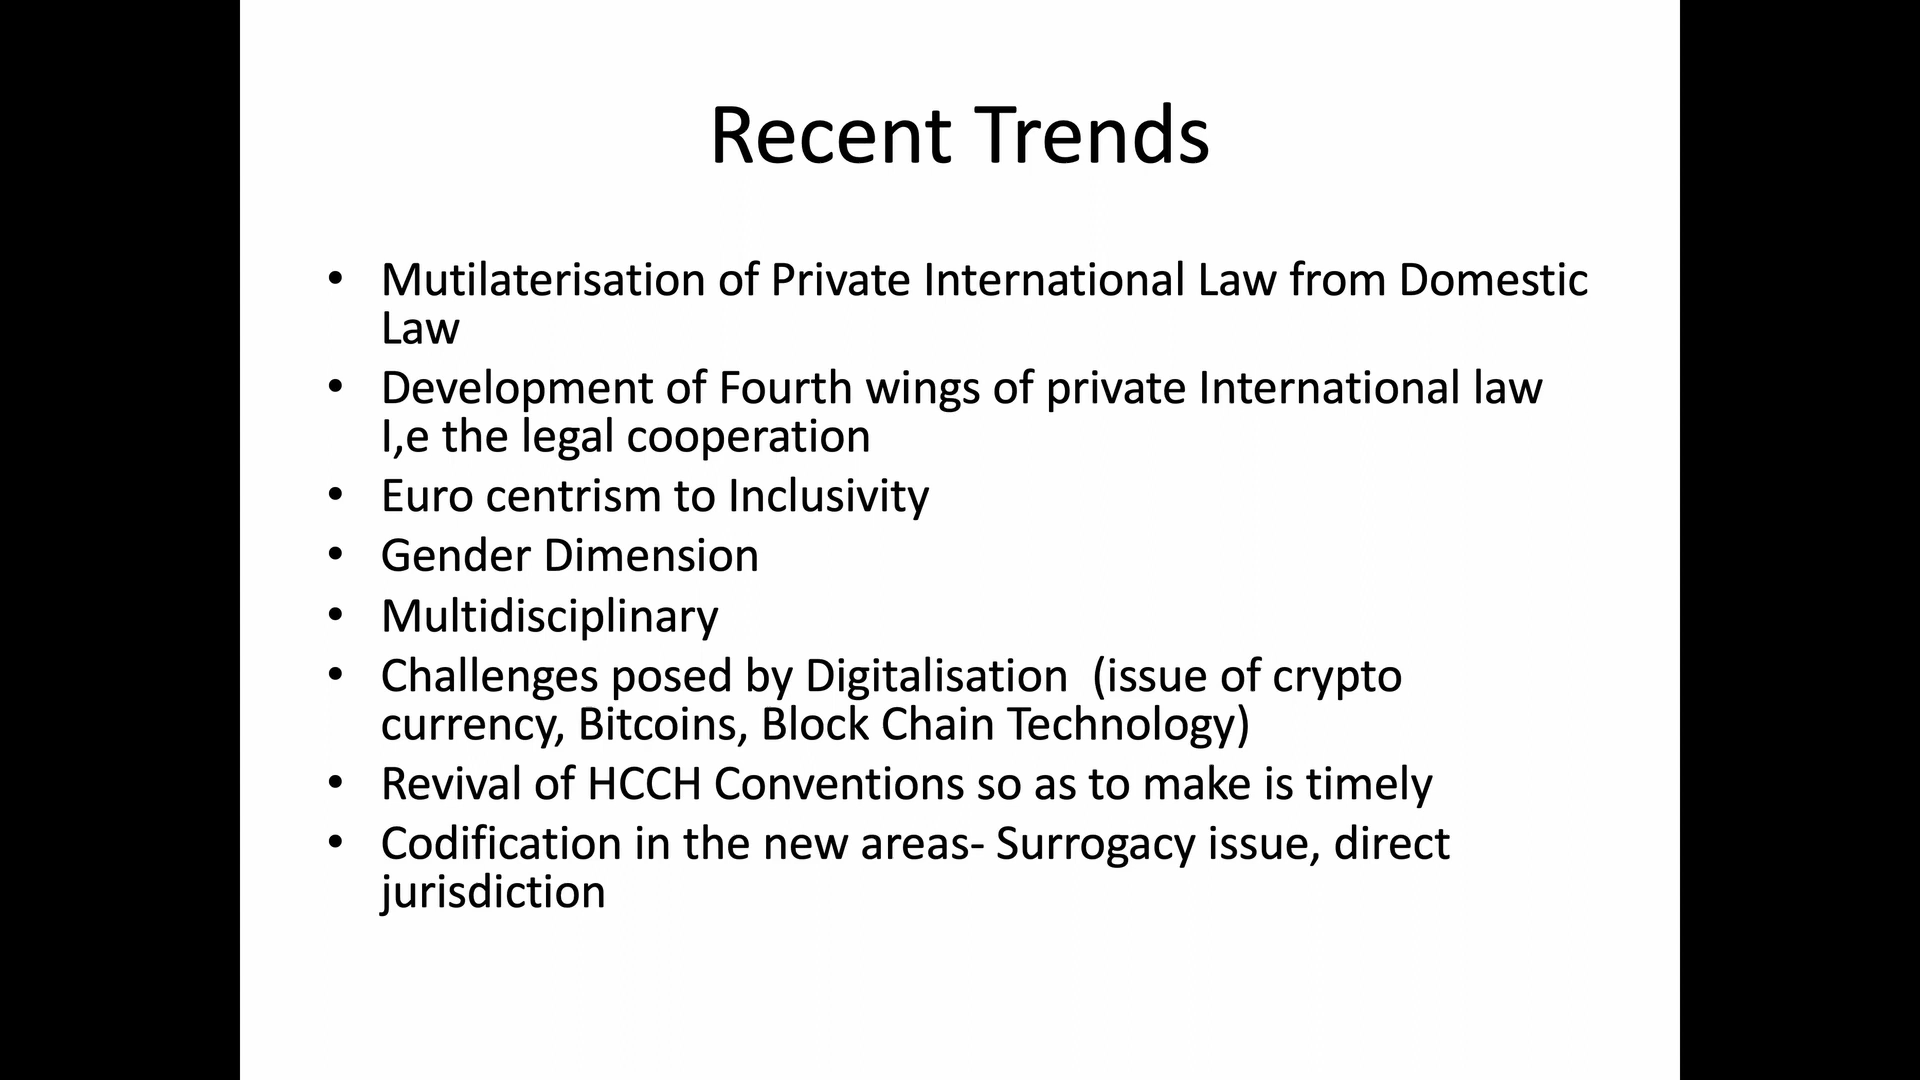 Recent Trends
• Mutilaterisation of Private International Law from Domestic
Law
• Development of Fourth wings of private International law
I,e the legal cooperation
• Euro centrism to Inclusivity
• Gender Dimension
• Multidisciplinary
• Challenges posed by Digitalisation  (issue of crypto
currency, Bitcoins, Block Chain Technology)
• Revival of HCCH Conventions so as to make is timely
• Codification in the new areas- Surrogacy issue, direct
jurisdiction